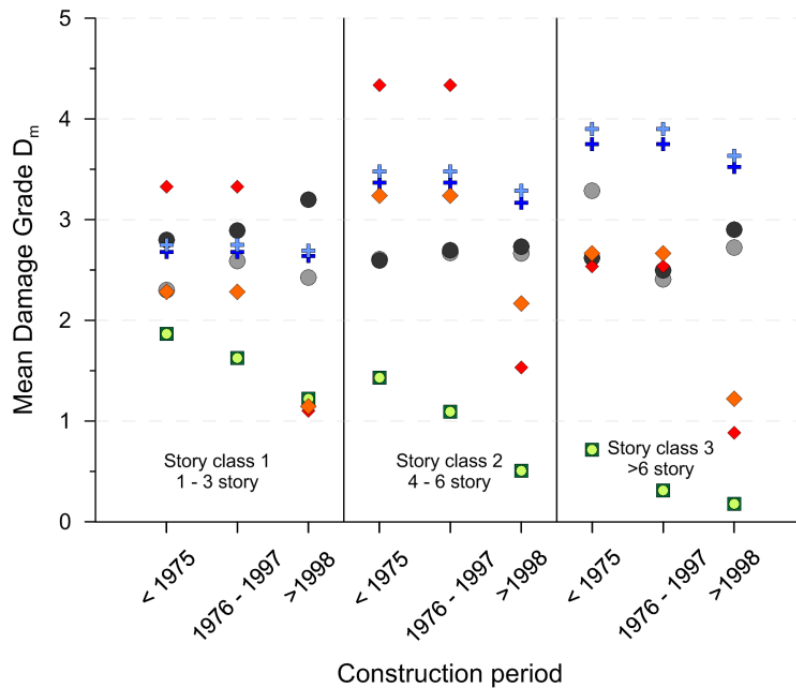 Mean Damage Grade Dm
5
4
3
2
1
0
Story class 1
1 - 3 story
Story class 2
4 - 6 story
Story class 3
>6 story
< 1975
1976 - 1997
>1998
< 1975
1976 - 1997
>1998
< 1975
1976 - 1997
>1998
Construction period